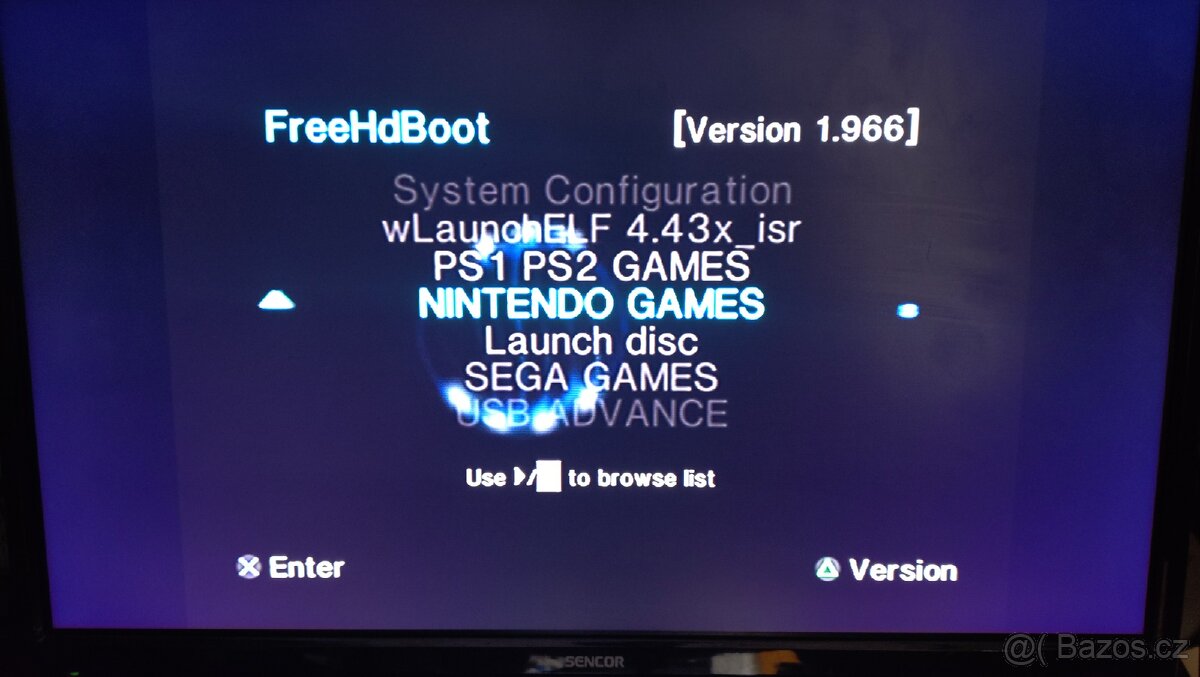 FreeHdBoot [Version 1.966]
System Configuration
wLaunchELF 4.43x_isr
PS1 PS2 GAMES
NINTENDO GAMES
Launch disc
SEGA GAMES
USB ADVANCE
Use / to browse list
Enter Version
SENCOR
@( Bazos.cz